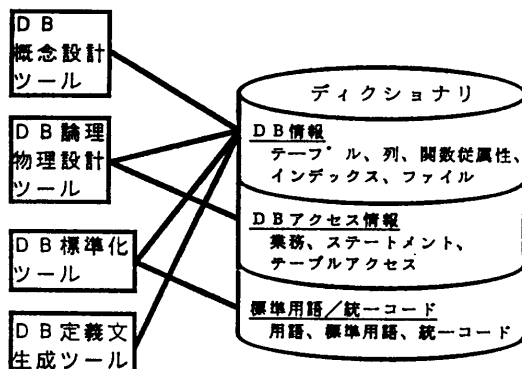 DB
概念設計
ツール
DB論理
物理設計
ツール
DB標準化
ツール
DB定義文
生成ツール
ディクショナリ
DB情報
テーブル、列、関数従属性、
インデックス、ファイル
DBアクセス情報
業務、ステートメント、
テーブルアクセス
標準用語／統一コード
用語、標準用語、統一コード